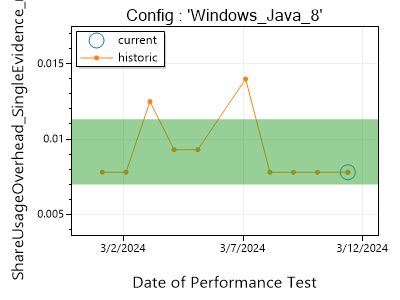 Config : 'Windows_Java_8'
current
historic
0.015
0.01
0.005
3/2/2024
3/7/2024
3/12/2024
Date of Performance Test
ShareUsageOverhead_SingleEvidence_